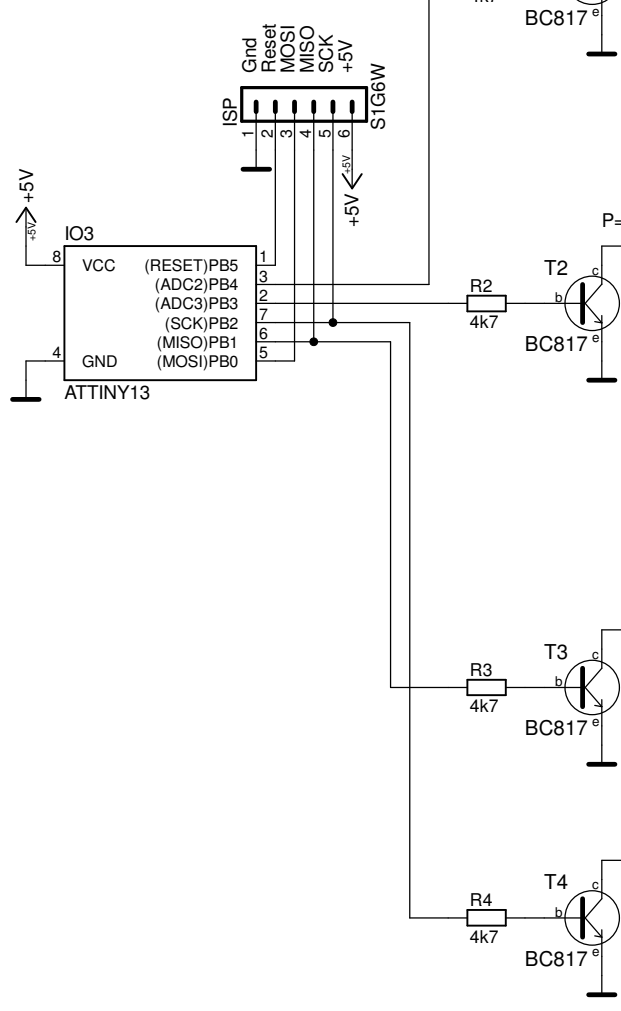 BC817 e
Gnd
Reset
MOSI
MISO
SCK
+5V
ISP
S1G6W
1
2
3
4
5
6
+5V
+5V
+5V
+5V
IO3
8 VCC (RESET)PB5 1
(ADC2)PB4 3
(ADC3)PB3 2
(SCK)PB2 7
(MISO)PB1 6
4 GND (MOSI)PB0 5
ATTINY13
P=
T2 c
R2 b
4k7
BC817 e
T3 c
R3 b
4k7
BC817 e
T4 c
R4 b
4k7
BC817 e